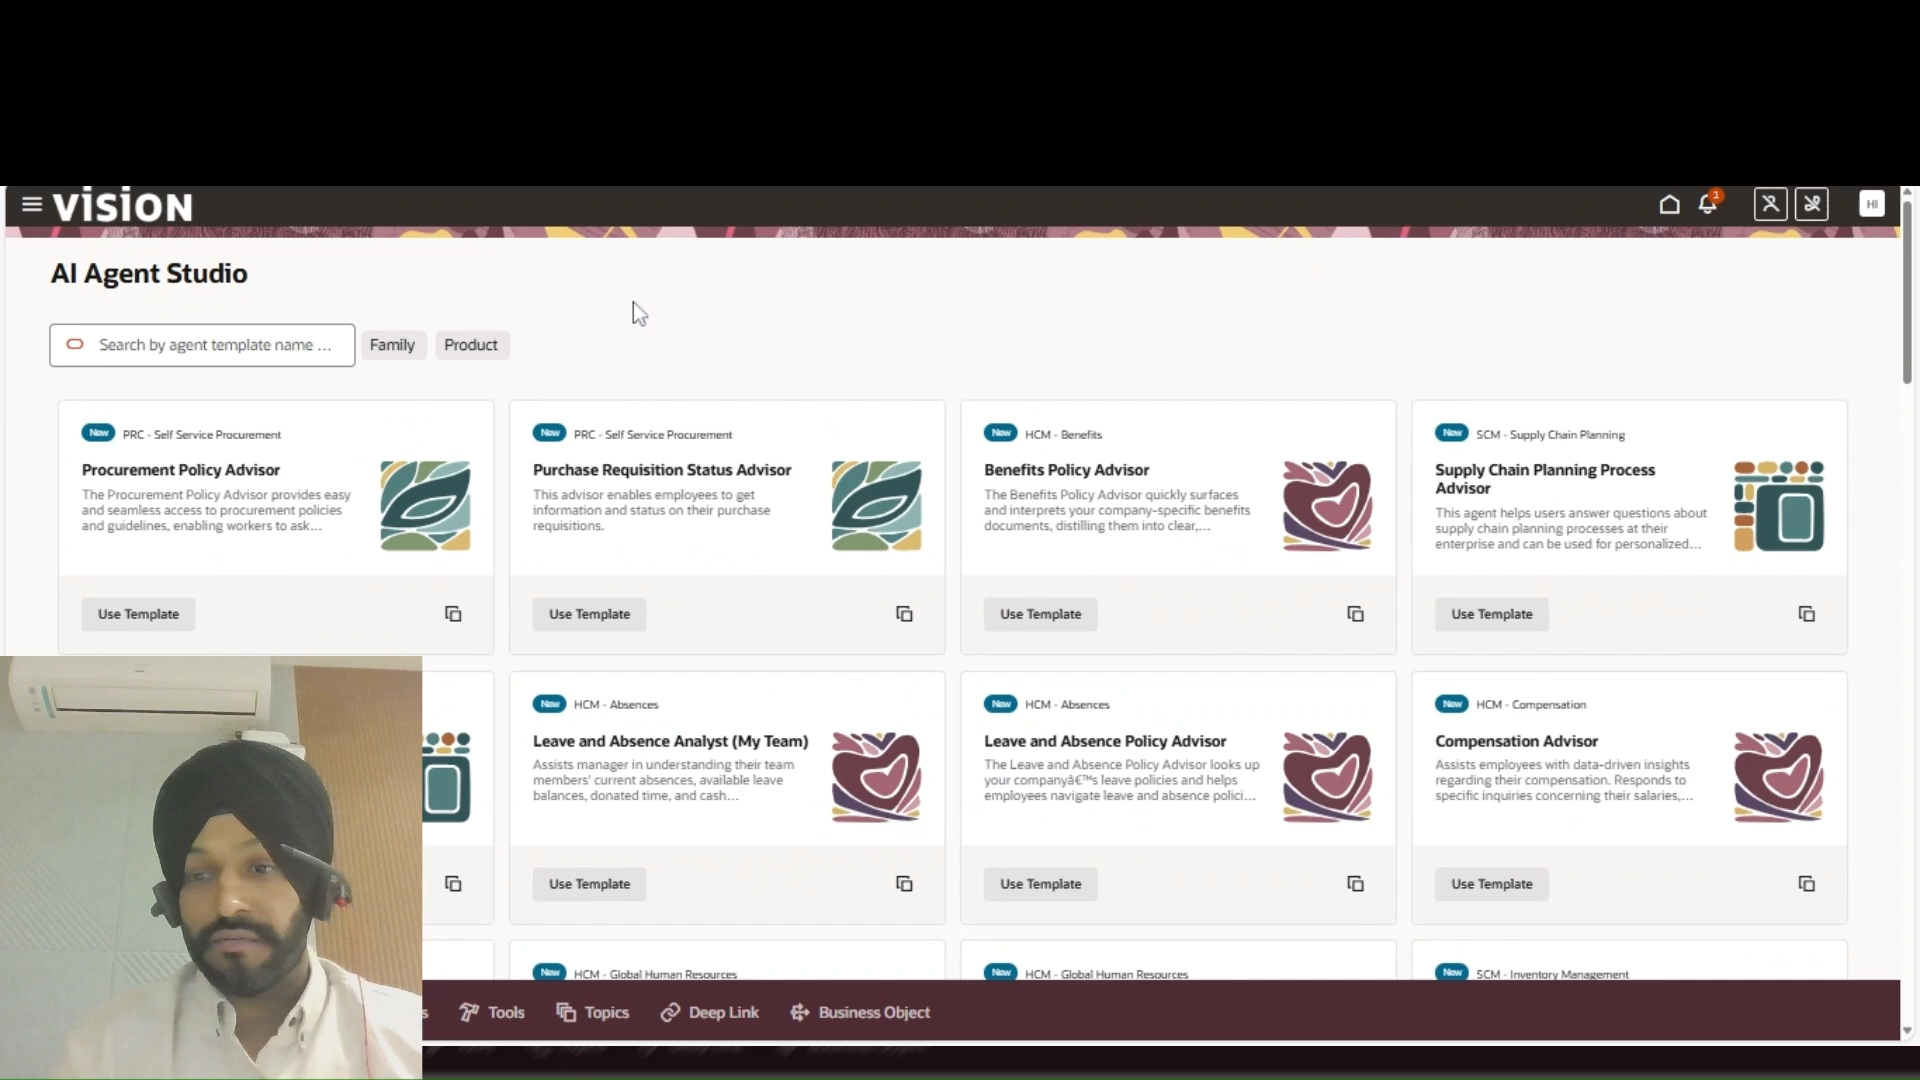 vision
1
HI
AI Agent Studio
Search by agent template name ...
Family
Product
New PRC - Self Service Procurement
Procurement Policy Advisor
The Procurement Policy Advisor provides easy
and seamless access to procurement policies
and guidelines, enabling workers to ask...
Use Template
New PRC - Self Service Procurement
Purchase Requisition Status Advisor
This advisor enables employees to get
information and status on their purchase
requisitions.
Use Template
New HCM - Benefits
Benefits Policy Advisor
The Benefits Policy Advisor quickly surfaces
and interprets your company-specific benefits
documents, distilling them into clear,...
Use Template
New SCM - Supply Chain Planning
Supply Chain Planning Process
Advisor
This agent helps users answer questions about
supply chain planning processes at their
enterprise and can be used for personalized...
Use Template
New HCM - Absences
Leave and Absence Analyst (My Team)
Assists manager in understanding their team
members' current absences, available leave
balances, donated time, and cash...
Use Template
New HCM - Absences
Leave and Absence Policy Advisor
The Leave and Absence Policy Advisor looks up
your companyâ€™s leave policies and helps
employees navigate leave and absence polici...
Use Template
New HCM - Compensation
Compensation Advisor
Assists employees with data-driven insights
regarding their compensation. Responds to
specific inquiries concerning their salaries,...
Use Template
New HCM - Global Human Resources
New HCM - Global Human Resources
New SCM - Inventory Management
s
Tools
Topics
Deep Link
Business Object